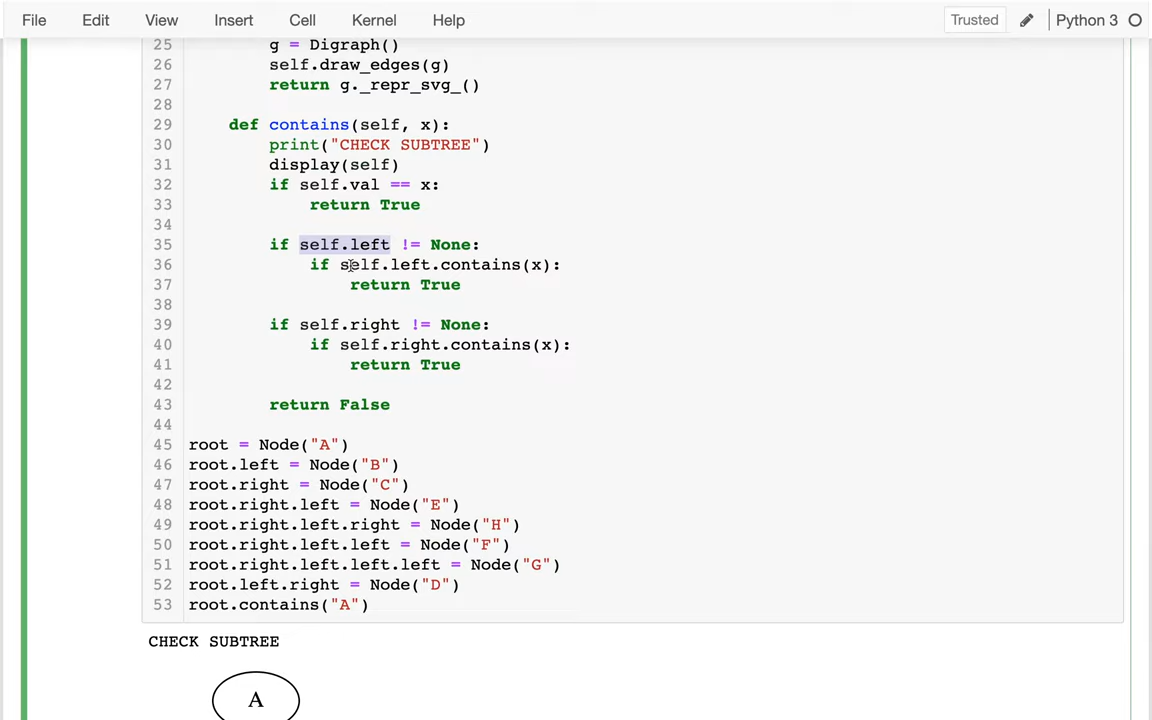 File Edit View Insert Cell Kernel Help Trusted Python 3
25 g = Digraph()
26 self.draw_edges(g)
27 return g._repr_svg_()
28
29 def contains(self, x):
30 print("CHECK SUBTREE")
31 display(self)
32 if self.val == x:
33 return True
34
35 if self.left != None:
36 if self.left.contains(x):
37 return True
38
39 if self.right != None:
40 if self.right.contains(x):
41 return True
42
43 return False
44
45 root = Node("A")
46 root.left = Node("B")
47 root.right = Node("C")
48 root.right.left = Node("E")
49 root.right.left.right = Node("H")
50 root.right.left.left = Node("F")
51 root.right.left.left.left = Node("G")
52 root.left.right = Node("D")
53 root.contains("A")
CHECK SUBTREE
A